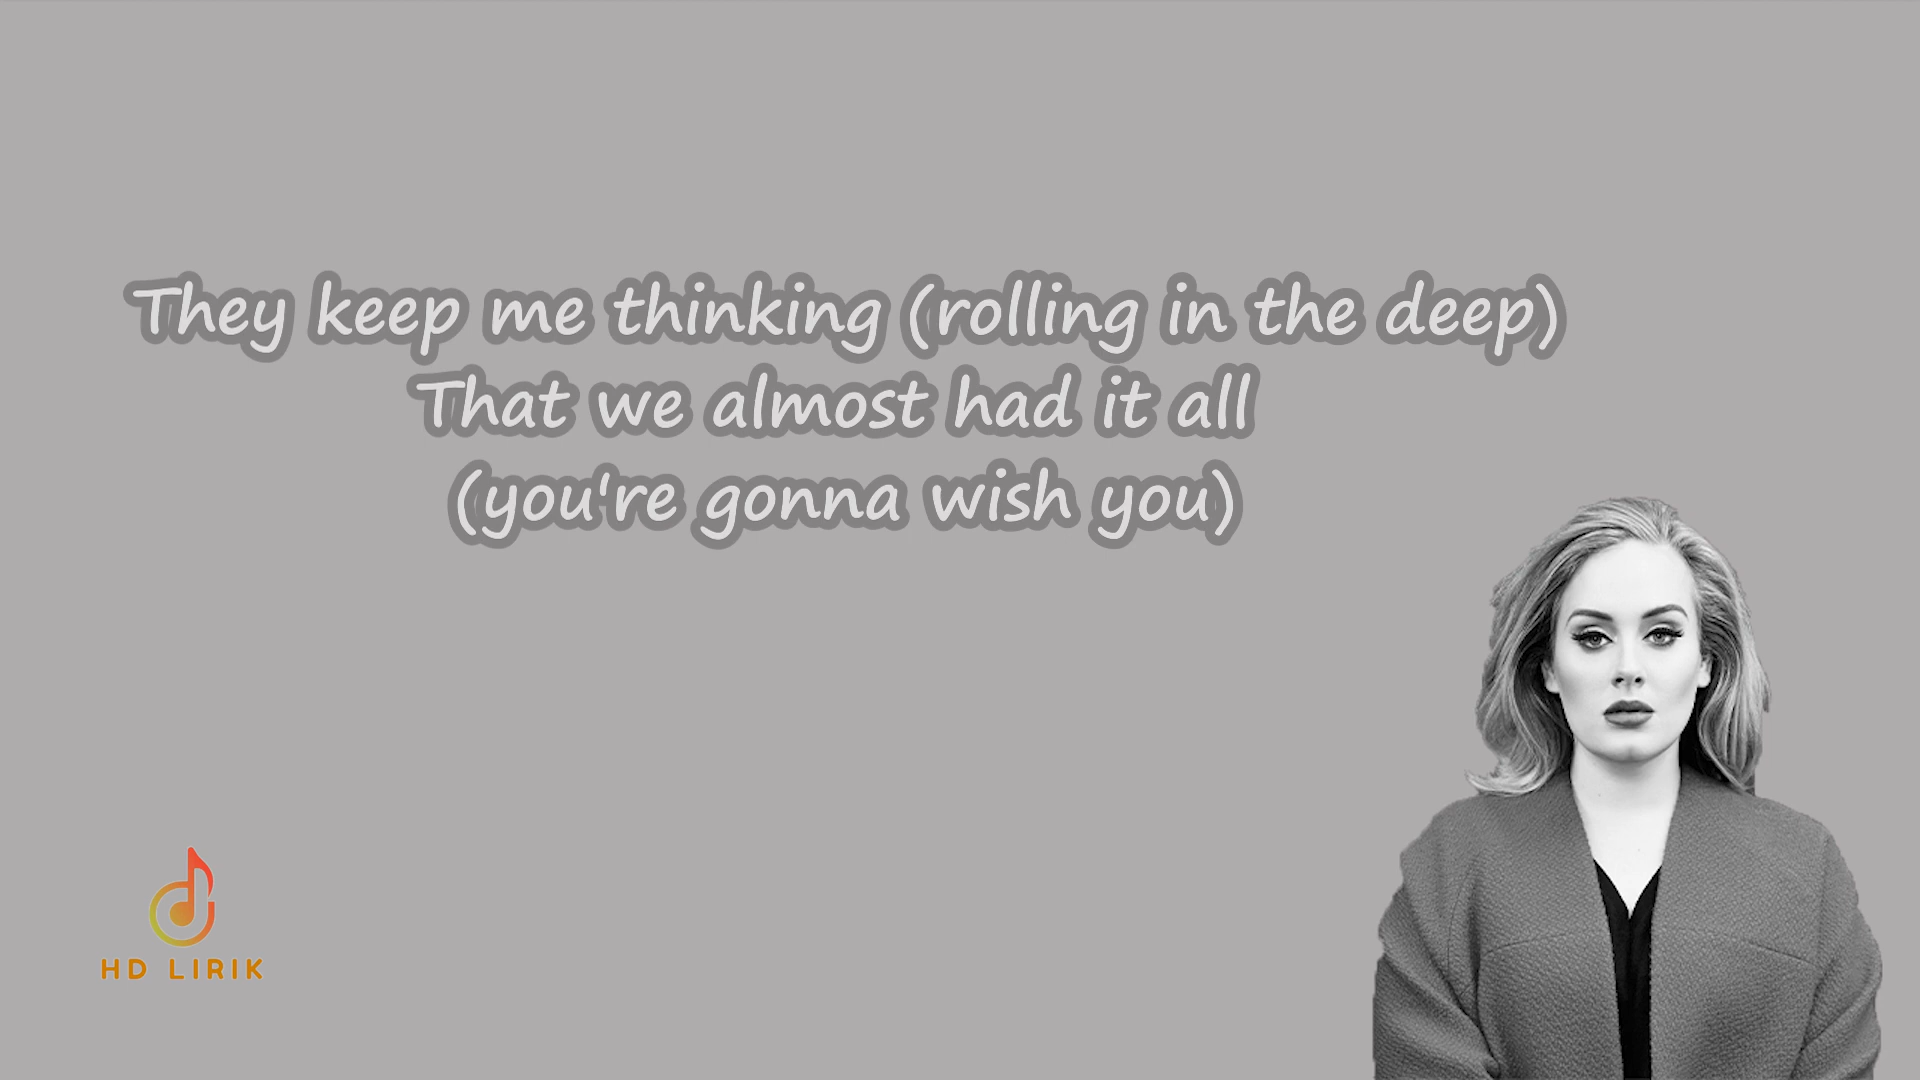 They keep me thinking (rolling in the deep)
That we almost had it all
(you're gonna wish you)
HD LIRIK